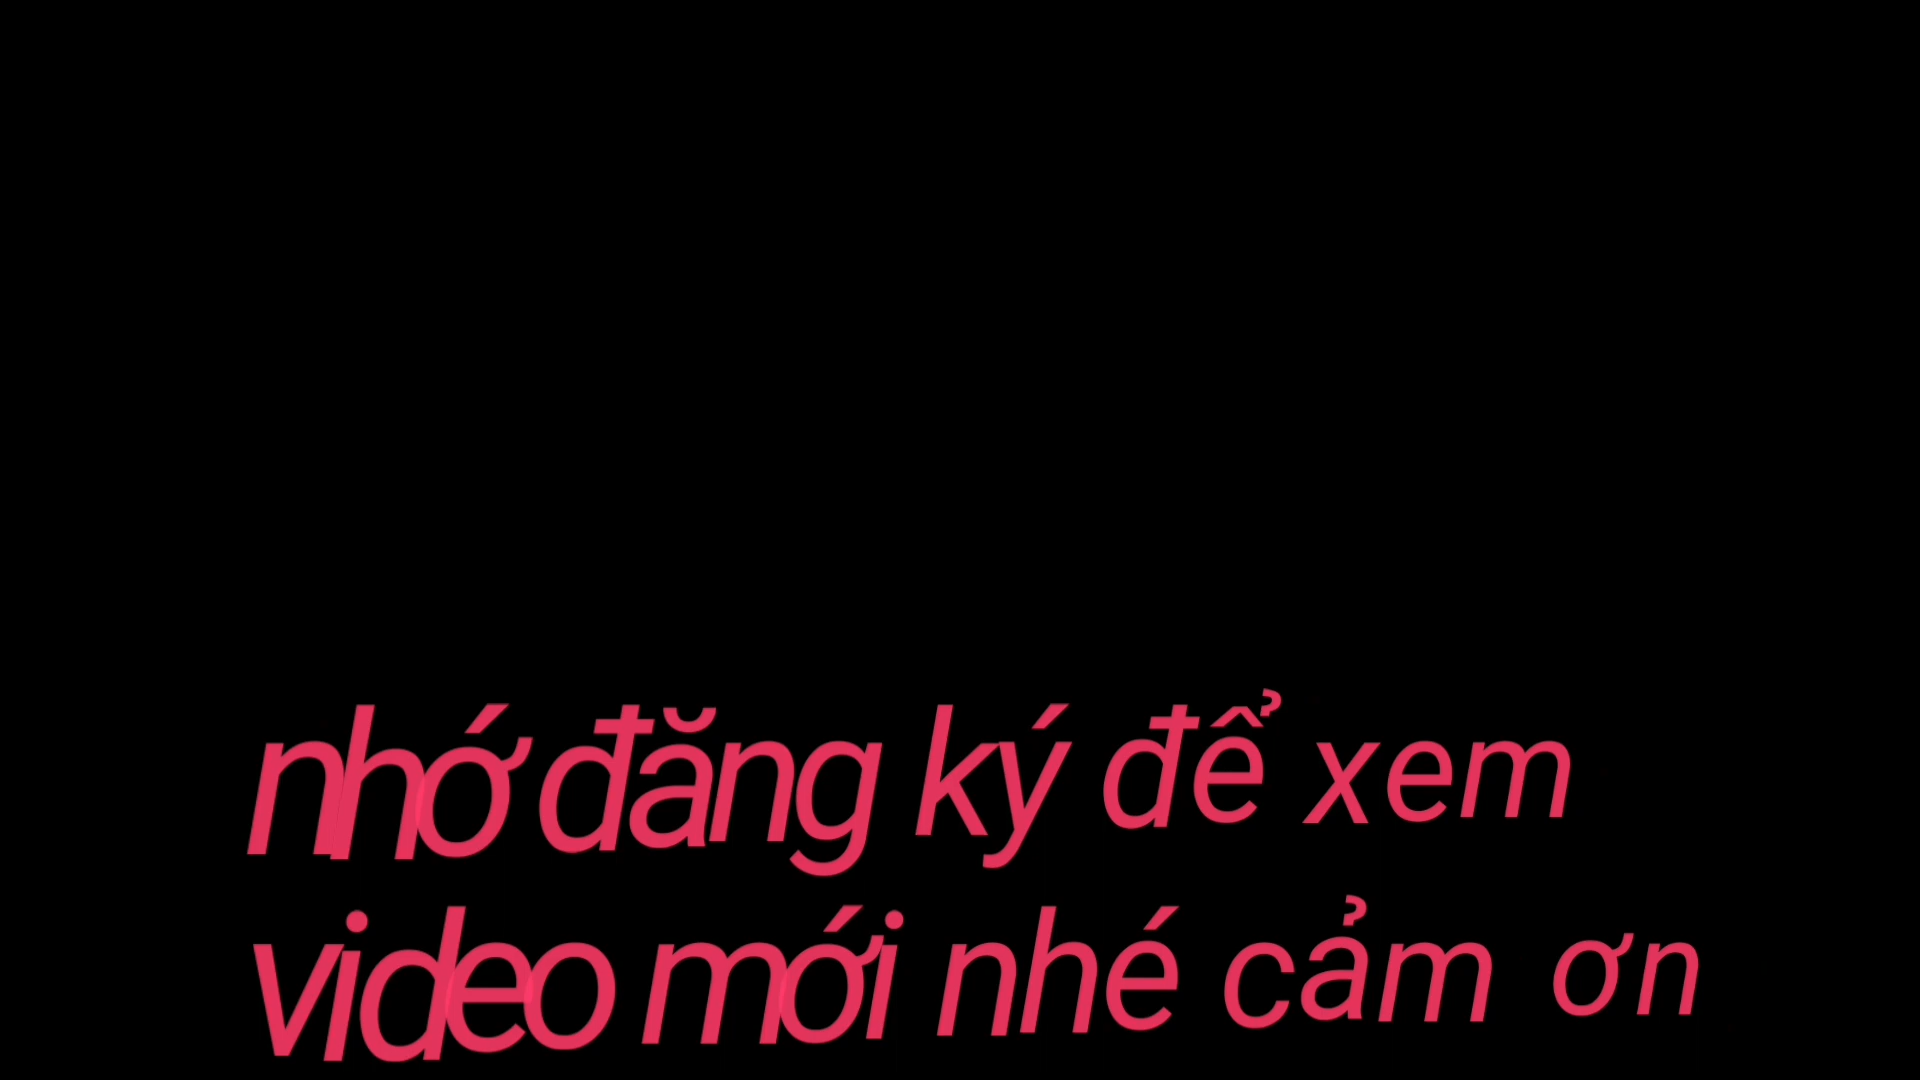 nhớ đăng ký để xem
video mới nhé cảm ơn